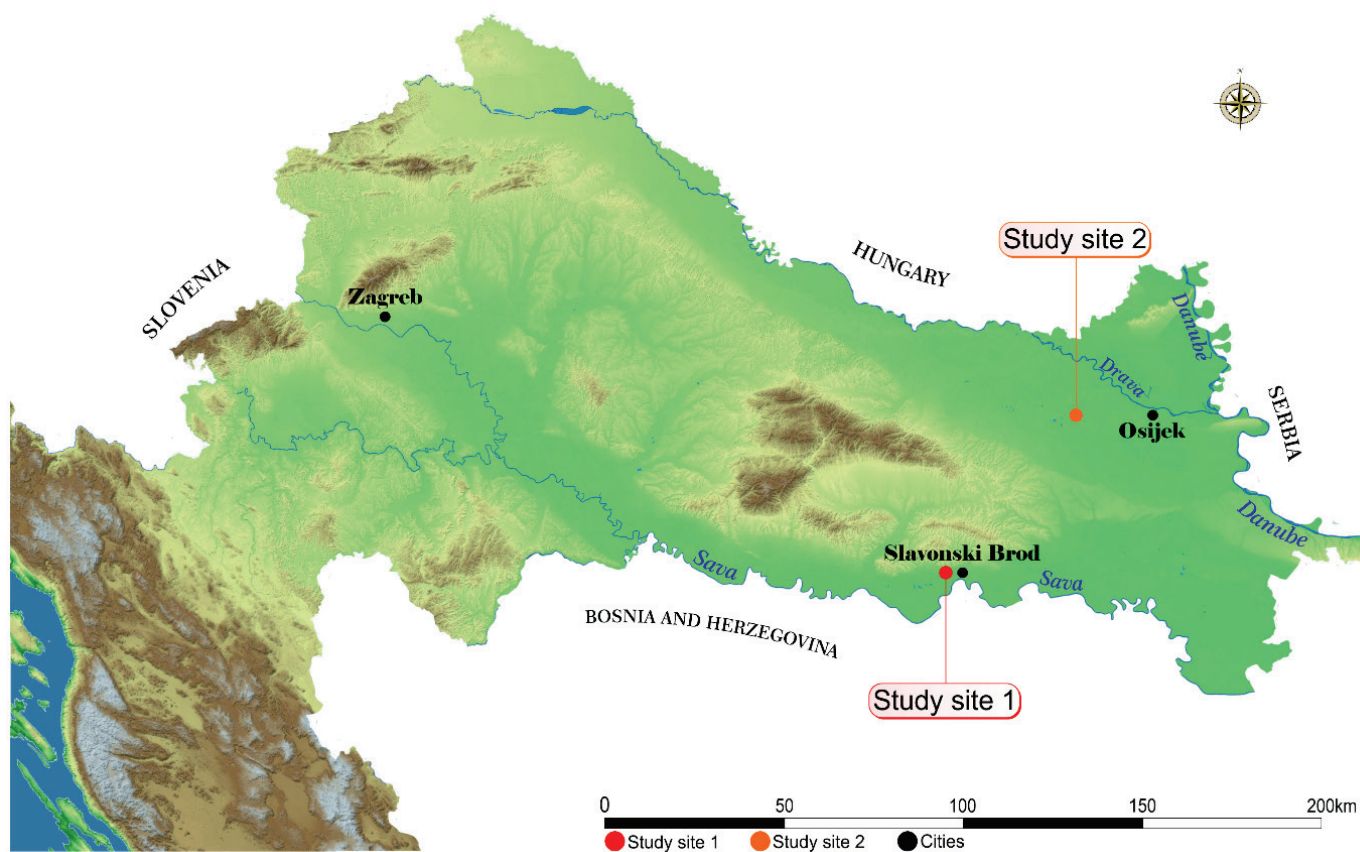 N
Study site 2
HUNGARY
SLOVENIA
Zagreb
Danube
Drava
SERBIA
Osijek
Danube
Slavonski Brod
Sava
Sava
BOSNIA AND HERZEGOVINA
Study site 1
0 50 100 150 200km
Study site 1 Study site 2 Cities